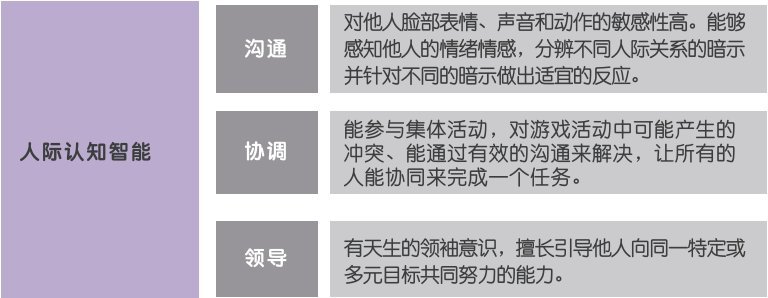 人际认知智能
沟通
对他人脸部表情、声音和动作的敏感性高。能够
感知他人的情绪情感，分辨不同人际关系的暗示
并针对不同的暗示做出适宜的反应。
协调
能参与集体活动，对游戏活动中可能产生的
冲突、能通过有效的沟通来解决，让所有的
人能协同来完成一个任务。
领导
有天生的领袖意识，擅长引导他人向同一特定或
多元目标共同努力的能力。